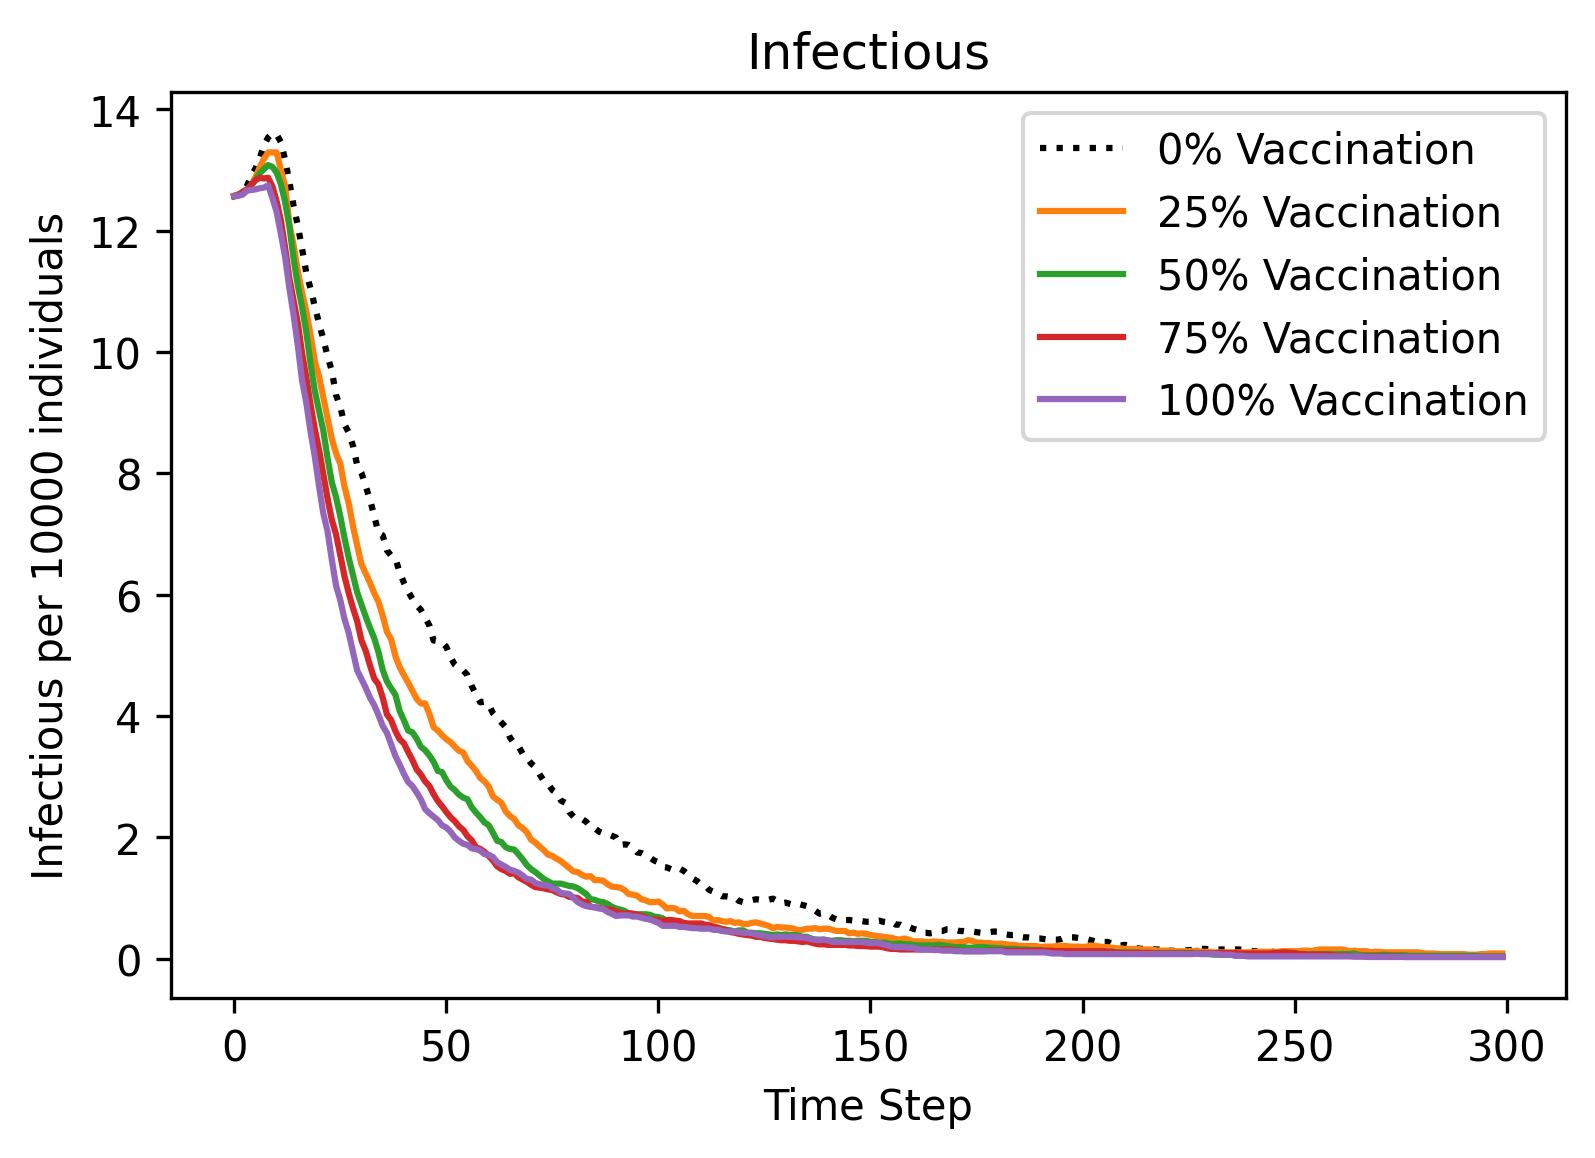 Infectious
14
12
10
8
6
4
2
0
Infectious per 10000 individuals
0% Vaccination
25% Vaccination
50% Vaccination
75% Vaccination
100% Vaccination
0 50 100 150 200 250 300
Time Step